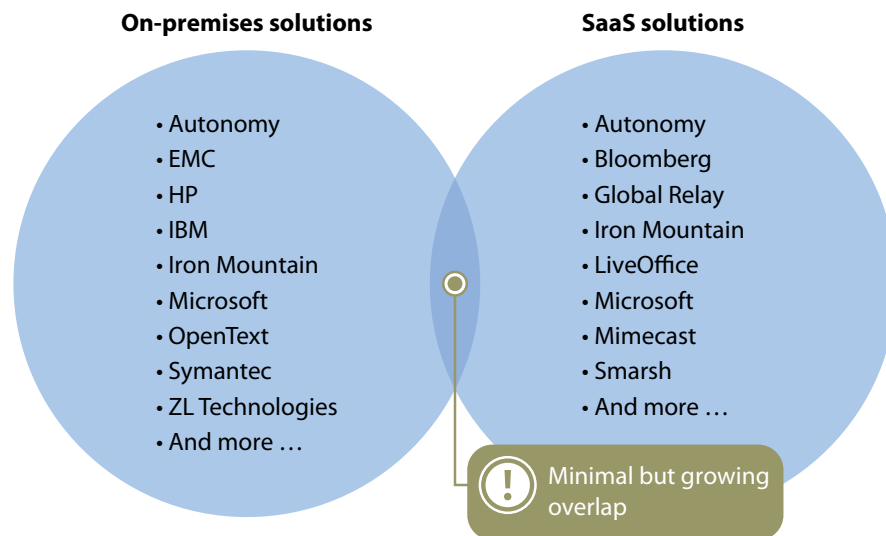 On-premises solutions
• Autonomy
• EMC
• HP
• IBM
• Iron Mountain
• Microsoft
• OpenText
• Symantec
• ZL Technologies
• And more …
SaaS solutions
• Autonomy
• Bloomberg
• Global Relay
• Iron Mountain
• LiveOffice
• Microsoft
• Mimecast
• Smarsh
• And more …
! Minimal but growing
overlap